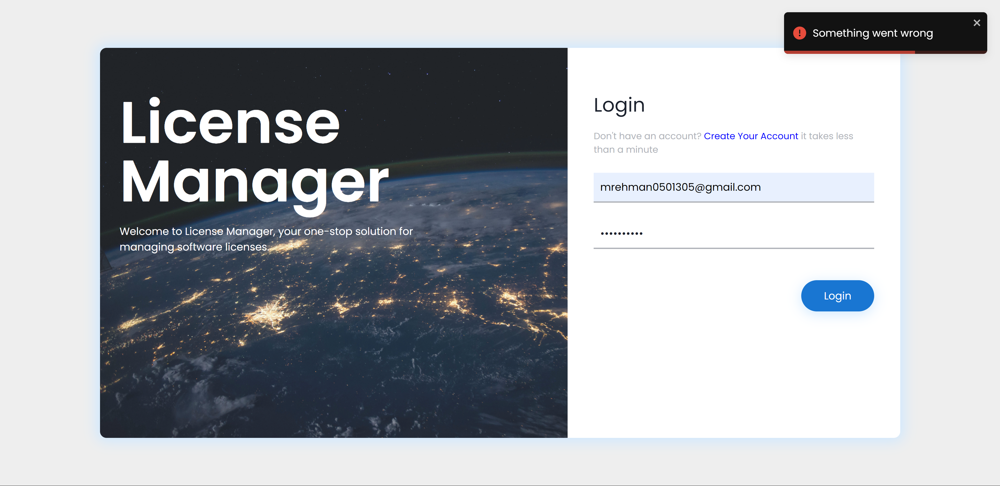 Something went wrong
License
Manager
Welcome to License Manager, your one-stop solution for
managing software licenses.
Login
Don't have an account? Create Your Account it takes less
than a minute
mrehman0501305@gmail.com
••••••••••
Login